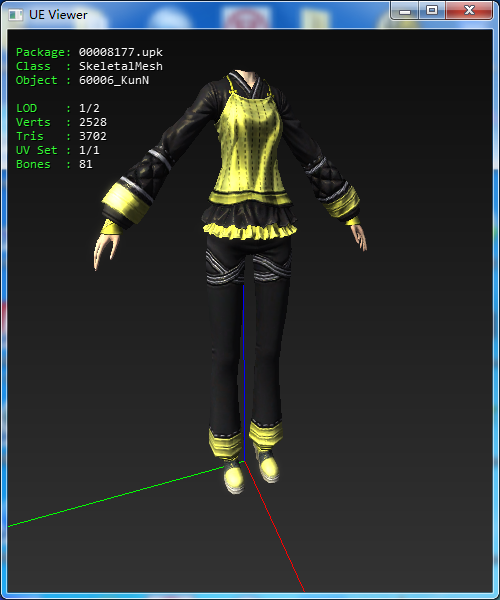 UE Viewer
Package: 00008177.upk
Class : SkeletalMesh
Object : 60006_KunN
LOD : 1/2
Verts : 2528
Tris : 3702
UV Set : 1/1
Bones : 81